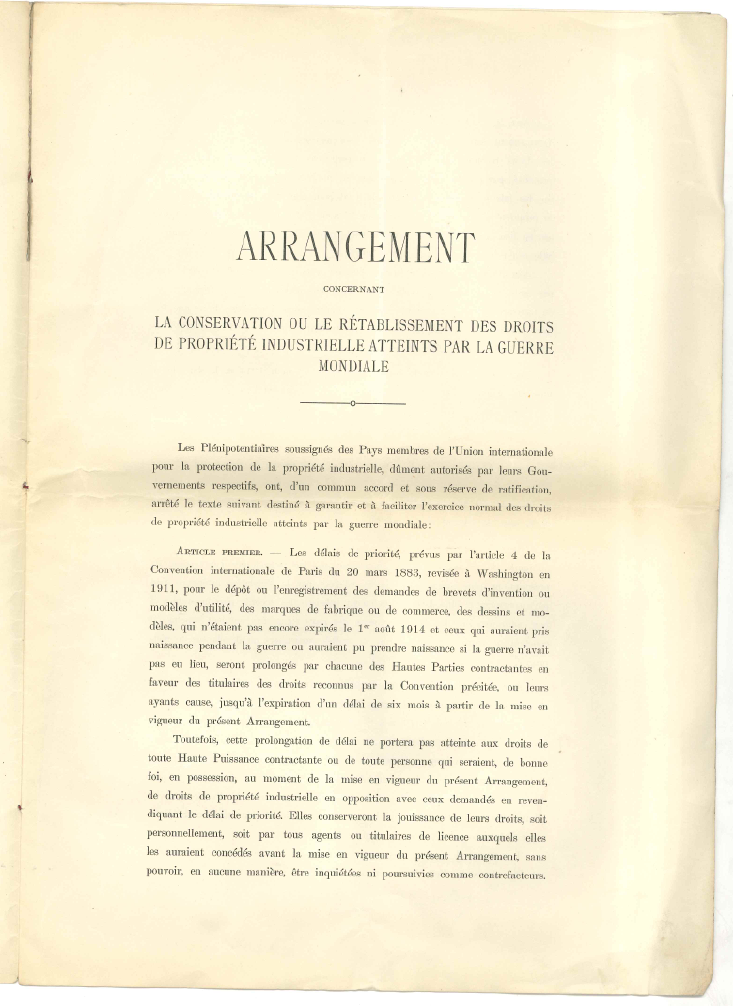 ARRANGEMENT
CONCERNANT
LA CONSERVATION OU LE RÉTABLISSEMENT DES DROITS
DE PROPRIÉTÉ INDUSTRIELLE ATTEINTS PAR LA GUERRE
MONDIALE
Les Plénipotentiaires soussignés des Pays membres de l'Union internationale
pour la protection de la propriété industrielle, dûment autorisés par leurs Gou-
vernements respectifs, ont, d'un commun accord et sous réserve de ratification,
arrêté le texte suivant destiné à garantir et à faciliter l'exercice normal des droits
de propriété industrielle atteints par la guerre mondiale:
ARTICLE PREMIER. — Les délais de priorité, prévus par l'article 4 de la
Convention internationale de Paris du 20 mars 1883, revisée à Washington en
1911, pour le dépôt ou l'enregistrement des demandes de brevets d'invention ou
modèles d'utilité, des marques de fabrique ou de commerce, des dessins et mo-
dèles, qui n'étaient pas encore expirés le 1er août 1914 et ceux qui auraient pris
naissance pendant la guerre ou auraient pu prendre naissance si la guerre n'avait
pas eu lieu, seront prolongés par chacune des Hautes Parties contractantes en
faveur des titulaires des droits reconnus par la Convention précitée, ou leurs
ayants cause, jusqu'à l'expiration d'un délai de six mois à partir de la mise en
vigueur du présent Arrangement.
Toutefois, cette prolongation de délai ne portera pas atteinte aux droits de
toute Haute Puissance contractante ou de toute personne qui seraient, de bonne
foi, en possession, au moment de la mise en vigueur du présent Arrangement,
de droits de propriété industrielle en opposition avec ceux demandés en reven-
diquant le délai de priorité. Elles conserveront la jouissance de leurs droits, soit
personnellement, soit par tous agents ou titulaires de licence auxquels elles
les auraient concédés avant la mise en vigueur du présent Arrangement, sans
pouvoir, en aucune manière, être inquiétées ni poursuivies comme contrefacteurs.